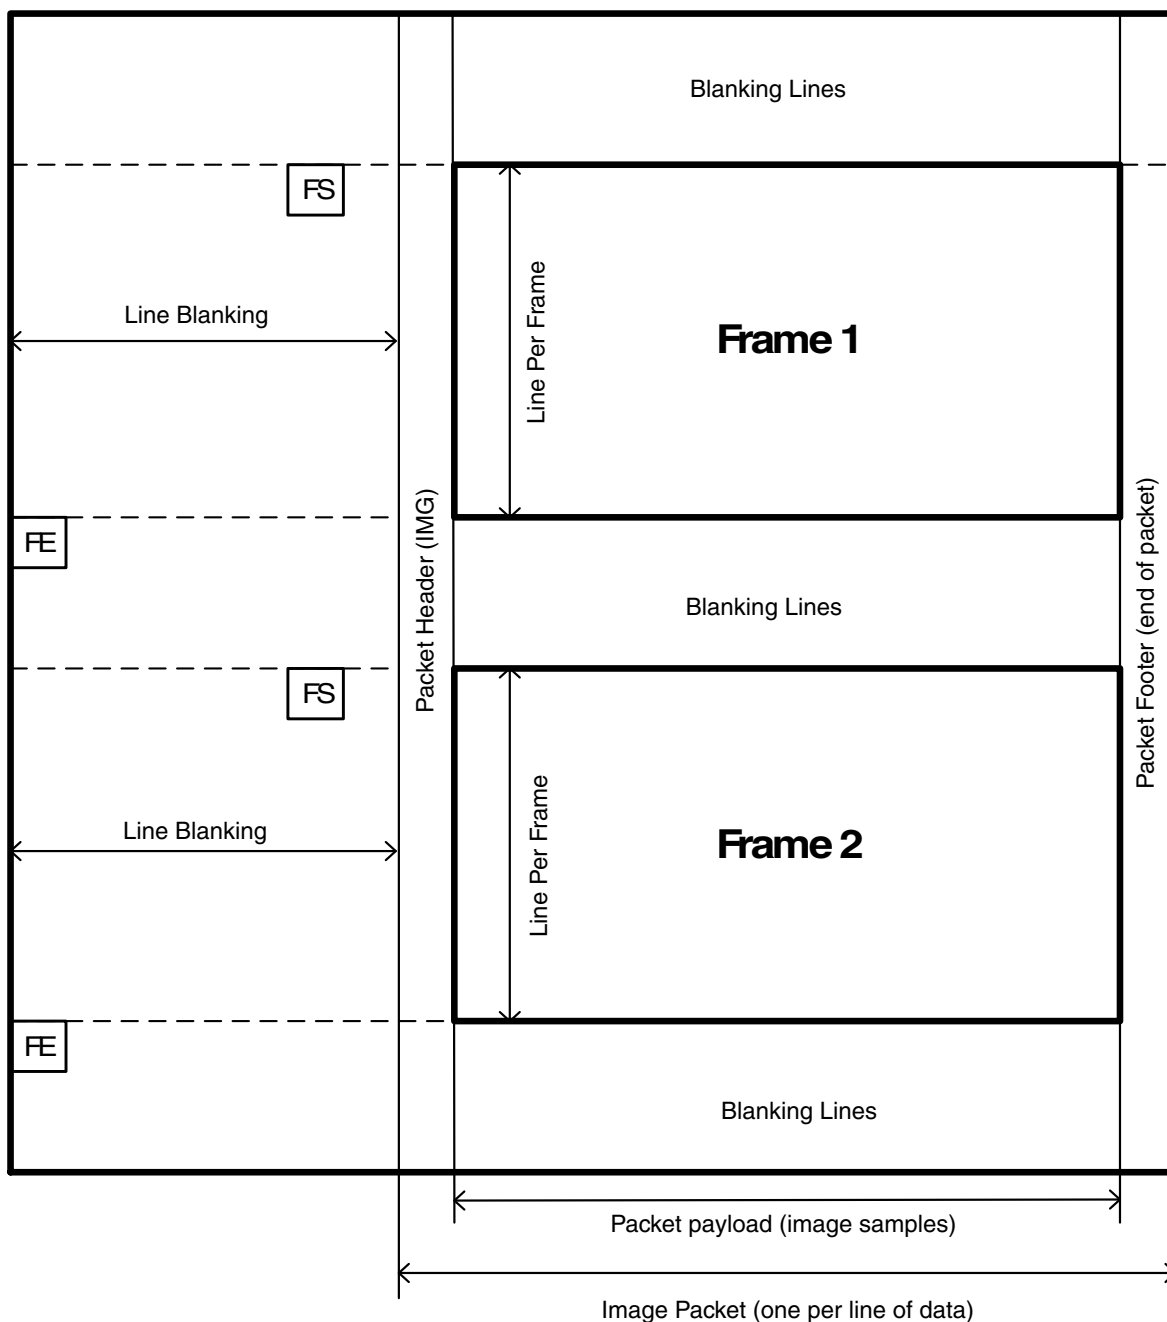 Blanking Lines
FS
Line Blanking
Line Per Frame
Frame 1
FE
Packet Header (IMG)
Packet Footer (end of packet)
Blanking Lines
FS
Line Blanking
Line Per Frame
Frame 2
FE
Blanking Lines
Packet payload (image samples)
Image Packet (one per line of data)